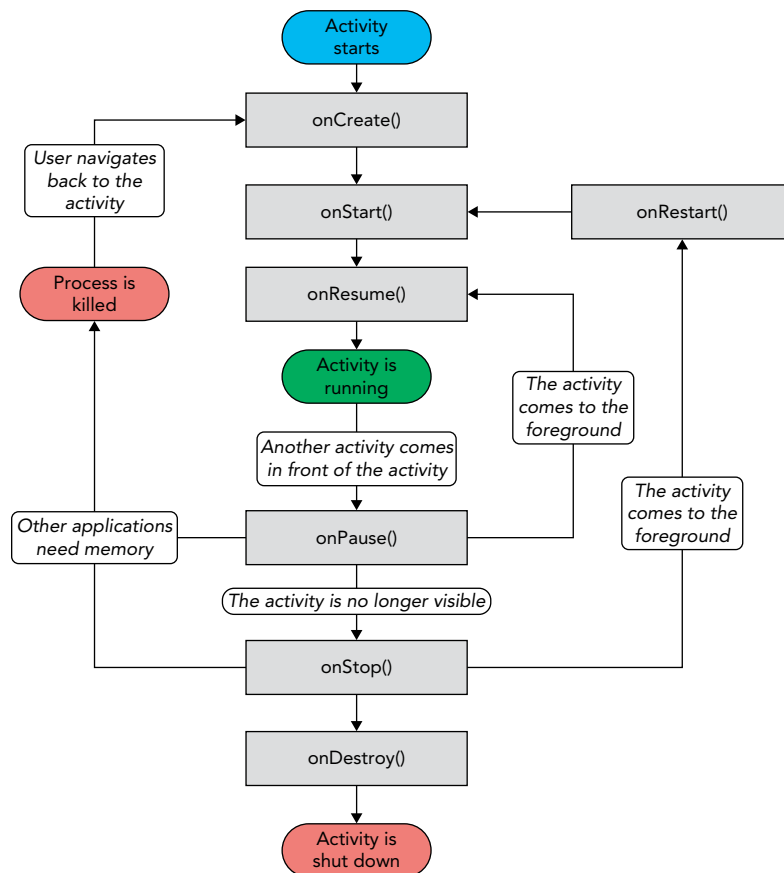 Activity
starts
onCreate()
User navigates
back to the
activity
onStart()
onRestart()
Process is
killed
onResume()
Activity is
running
The activity
comes to the
foreground
Another activity comes
in front of the activity
The activity
comes to the
foreground
Other applications
need memory
onPause()
The activity is no longer visible
onStop()
onDestroy()
Activity is
shut down